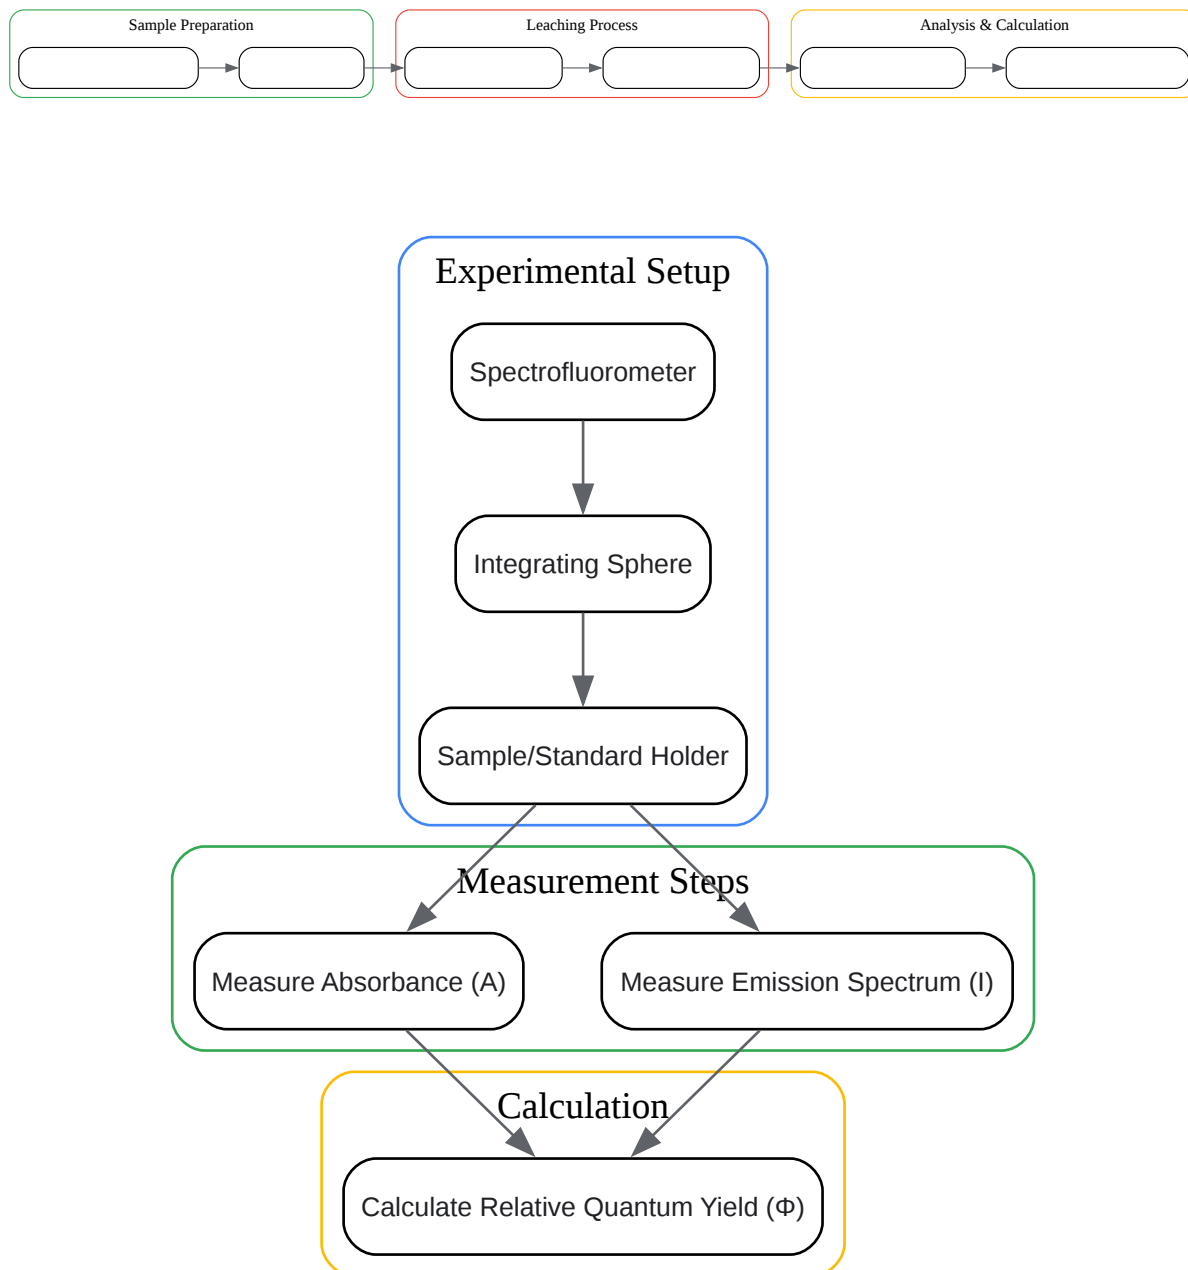 Sample Preparation
Leaching Process
Analysis & Calculation
Experimental Setup
Spectrofluorometer
Integrating Sphere
Sample/Standard Holder
Measurement Steps
Measure Absorbance (A)
Measure Emission Spectrum (I)
Calculation
Calculate Relative Quantum Yield (Φ)